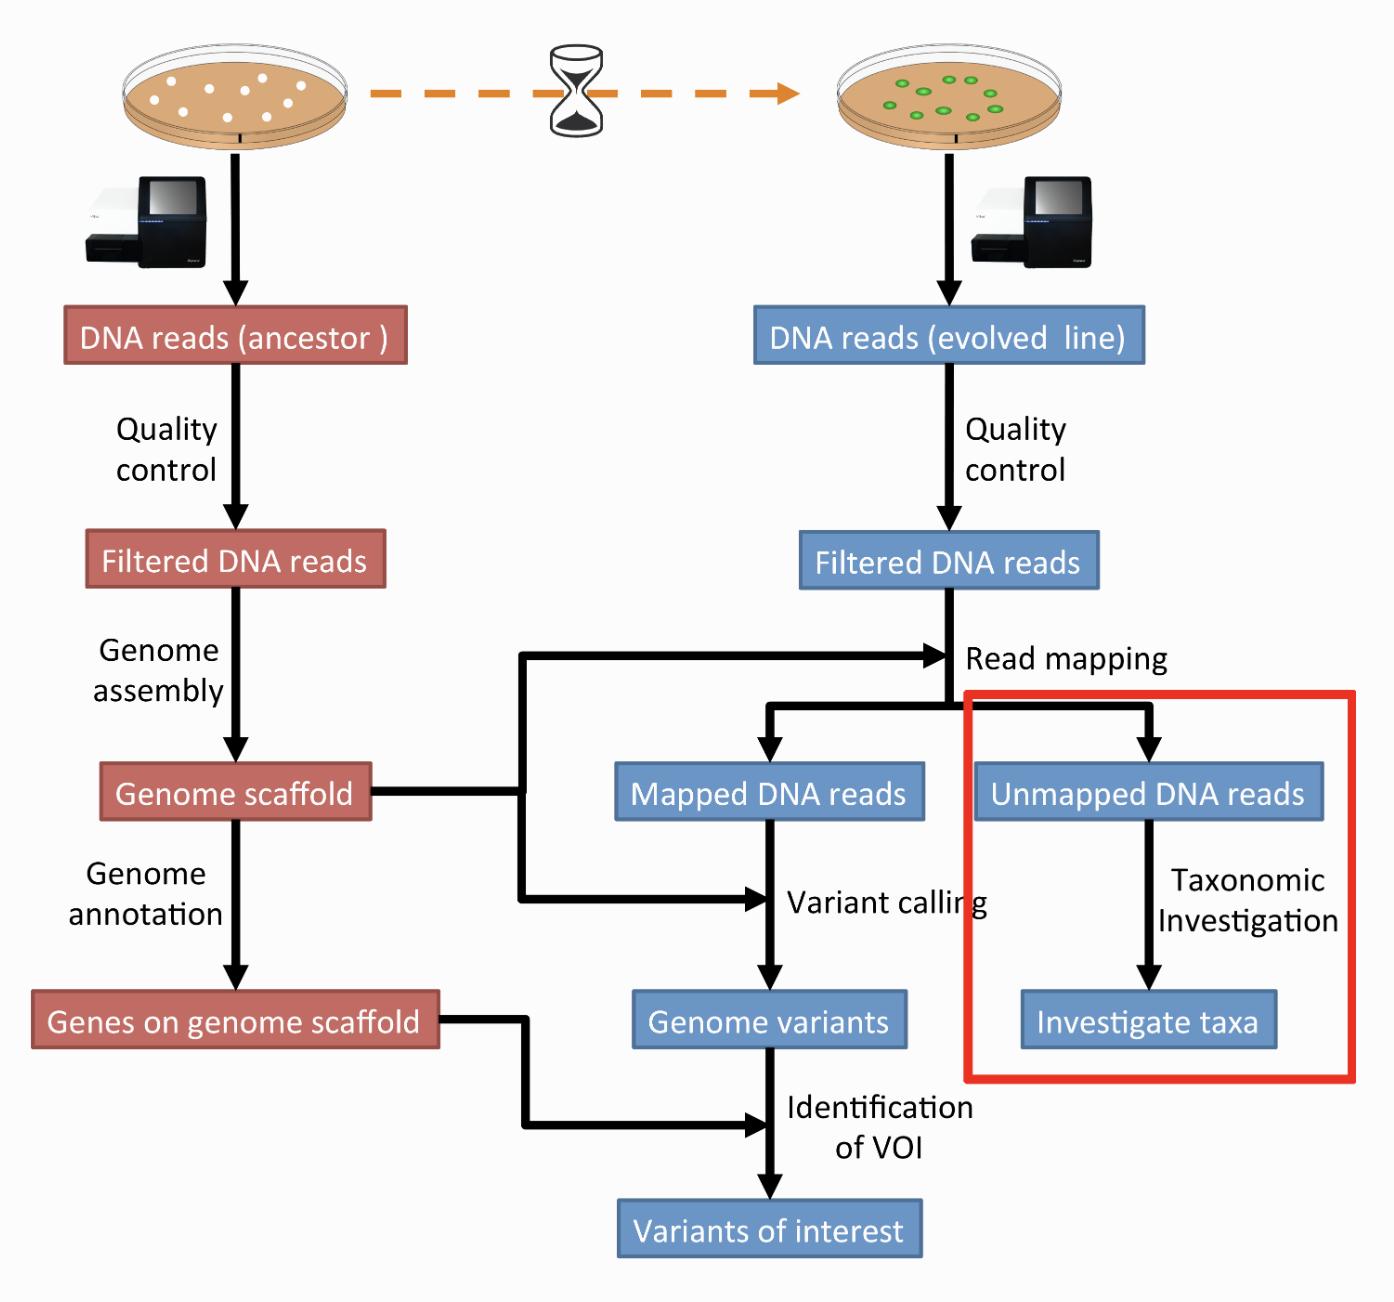 DNA reads (ancestor )
DNA reads (evolved  line)
Quality
control
Quality
control
Filtered DNA reads
Filtered DNA reads
Genome
assembly
Read mapping
Genome scaffold
Mapped DNA reads
Unmapped DNA reads
Genome
annotation
Variant calling
Taxonomic
Investigation
Genes on genome scaffold
Genome variants
Investigate taxa
Identification
of VOI
Variants of interest